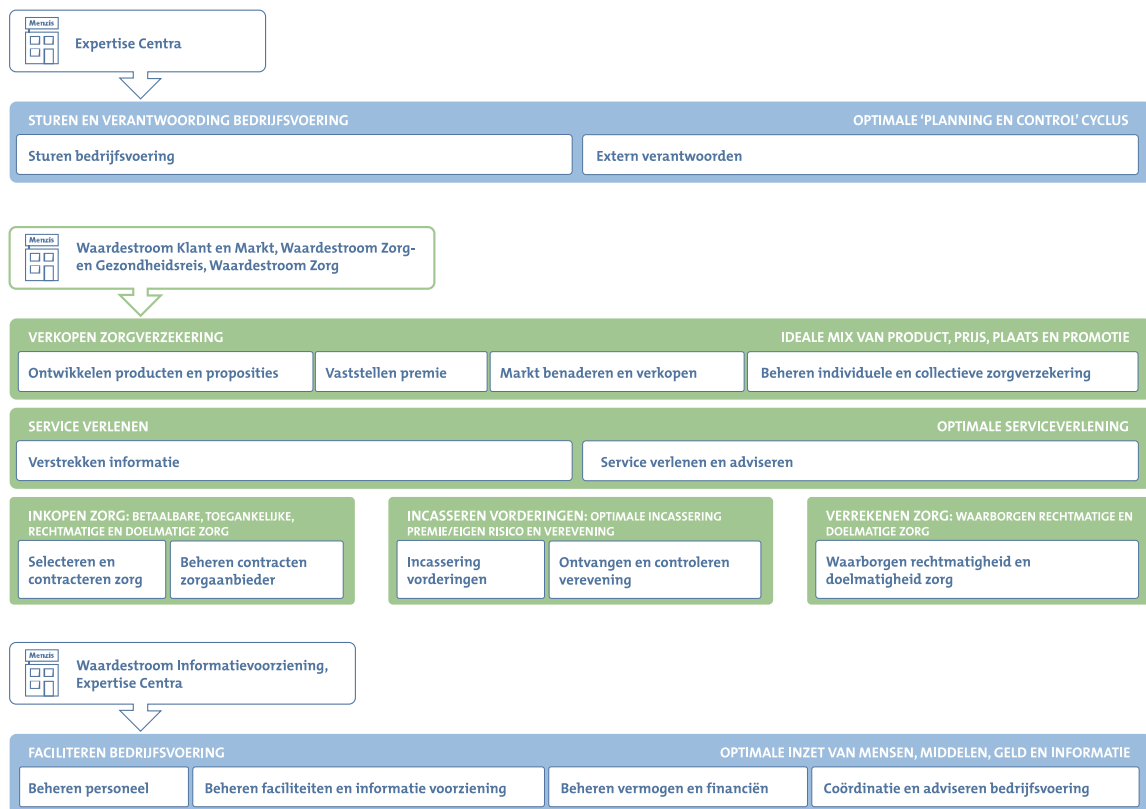 Menzis
Expertise Centra
STUREN EN VERANTWOORDING BEDRIJFSVOERING
OPTIMALE ‘PLANNING EN CONTROL’ CYCLUS
Sturen bedrijfsvoering
Extern verantwoorden
Menzis
Waardestroom Klant en Markt, Waardestroom Zorg-
en Gezondheidsreis, Waardestroom Zorg
VERKOPEN ZORGVERZEKERING
IDEALE MIX VAN PRODUCT, PRIJS, PLAATS EN PROMOTIE
Ontwikkelen producten en proposities
Vaststellen premie
Markt benaderen en verkopen
Beheren individuele en collectieve zorgverzekering
SERVICE VERLENEN
OPTIMALE SERVICEVERLENING
Verstrekken informatie
Service verlenen en adviseren
INKOPEN ZORG: BETAALBARE, TOEGANKELIJKE,
RECHTMATIGE EN DOELMATIGE ZORG
Selecteren en
contracteren zorg
Beheren contracten
zorgaanbieder
INCASSEREN VORDERINGEN: OPTIMALE INCASSERING
PREMIE/EIGEN RISICO EN VEREVENING
Incassering
vorderingen
Ontvangen en controleren
verevening
VERREKENEN ZORG: WAARBORGEN RECHTMATIGE EN
DOELMATIGE ZORG
Waarborgen rechtmatigheid en
doelmatigheid zorg
Menzis
Waardestroom Informatievoorziening,
Expertise Centra
FACILITEREN BEDRIJFSVOERING
OPTIMALE INZET VAN MENSEN, MIDDELEN, GELD EN INFORMATIE
Beheren personeel
Beheren faciliteiten en informatie voorziening
Beheren vermogen en financiën
Coördinatie en adviseren bedrijfsvoering